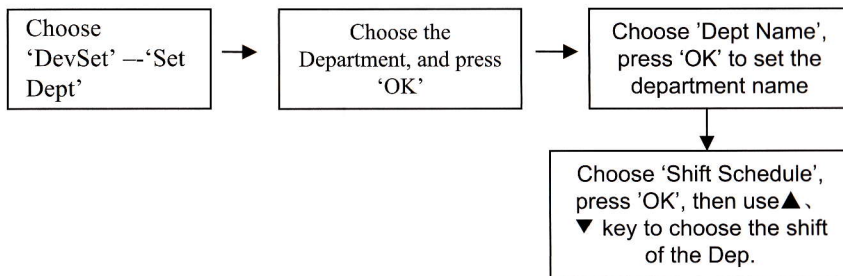 Choose
‘DevSet’ –-‘Set
Dept’
Choose the
Department, and press
‘OK’
Choose 'Dept Name',
press ‘OK’ to set the
department name
Choose ‘Shift Schedule’,
press 'OK', then use▲、
▼ key to choose the shift
of the Dep.